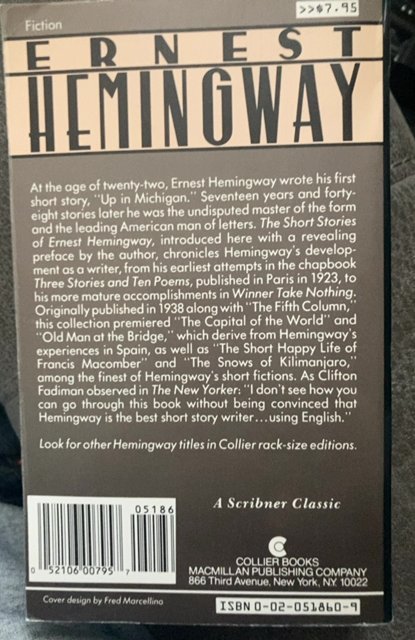 Fiction
>>$7.95
ERNEST
HEMINGWAY
At the age of twenty-two, Ernest Hemingway wrote his first
short story, "Up in Michigan." Seventeen years and forty-
eight stories later he was the undisputed master of the form
and the leading American man of letters. The Short Stories
of Ernest Hemingway, introduced here with a revealing
preface by the author, chronicles Hemingway's develop-
ment as a writer, from his earliest attempts in the chapbook
Three Stories and Ten Poems, published in Paris in 1923, to
his more mature accomplishments in Winner Take Nothing.
Originally published in 1938 along with "The Fifth Column,"
this collection premiered "The Capital of the World" and
"Old Man at the Bridge," which derive from Hemingway's
experiences in Spain, as well as "The Short Happy Life of
Francis Macomber" and "The Snows of Kilimanjaro,"
among the finest of Hemingway's short fictions. As Clifton
Fadiman observed in The New Yorker: "I don't see how you
can go through this book without being convinced that
Hemingway is the best short story writer...using English."
Look for other Hemingway titles in Collier rack-size editions.
05186
0 52106 00795 7
A Scribner Classic
COLLIER BOOKS
MACMILLAN PUBLISHING COMPANY
866 Third Avenue, New York, N.Y. 10022
Cover design by Fred Marcellino
ISBN 0-02-051860-9